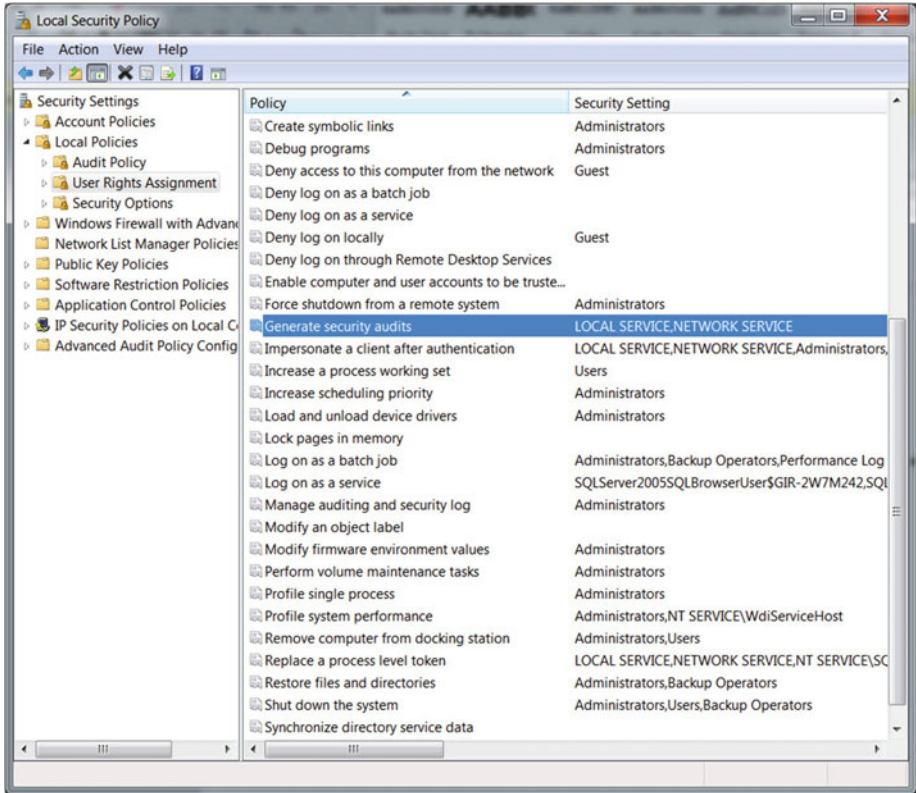 Local Security Policy
File Action View Help
Security Settings
Account Policies
Local Policies
Audit Policy
User Rights Assignment
Security Options
Windows Firewall with Advan
Network List Manager Policies
Public Key Policies
Software Restriction Policies
Application Control Policies
IP Security Policies on Local C
Advanced Audit Policy Config
Policy Security Setting
Create symbolic links Administrators
Debug programs Administrators
Deny access to this computer from the network Guest
Deny log on as a batch job
Deny log on as a service
Deny log on locally Guest
Deny log on through Remote Desktop Services
Enable computer and user accounts to be truste...
Force shutdown from a remote system Administrators
Generate security audits LOCAL SERVICE,NETWORK SERVICE
Impersonate a client after authentication LOCAL SERVICE,NETWORK SERVICE,Administrators,
Increase a process working set Users
Increase scheduling priority Administrators
Load and unload device drivers Administrators
Lock pages in memory
Log on as a batch job Administrators,Backup Operators,Performance Log
Log on as a service SQLServer2005SQLBrowserUser$GIR-2W7M242,SQL
Manage auditing and security log Administrators
Modify an object label
Modify firmware environment values Administrators
Perform volume maintenance tasks Administrators
Profile single process Administrators
Profile system performance Administrators,NT SERVICE\WdiServiceHost
Remove computer from docking station Administrators,Users
Replace a process level token LOCAL SERVICE,NETWORK SERVICE,NT SERVICE\SQ
Restore files and directories Administrators,Backup Operators
Shut down the system Administrators,Users,Backup Operators
Synchronize directory service data